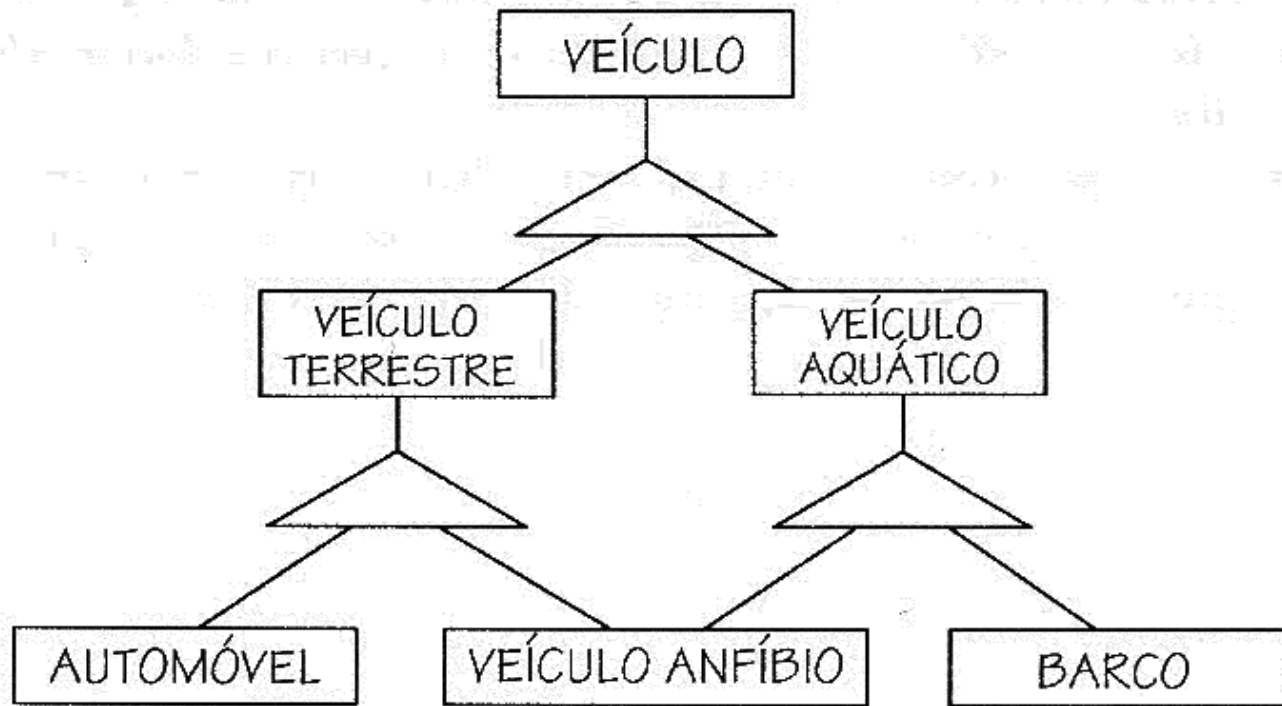 VEÍCULO
VEÍCULO
TERRESTRE
VEÍCULO
AQUÁTICO
AUTOMÓVEL
VEÍCULO ANFÍBIO
BARCO